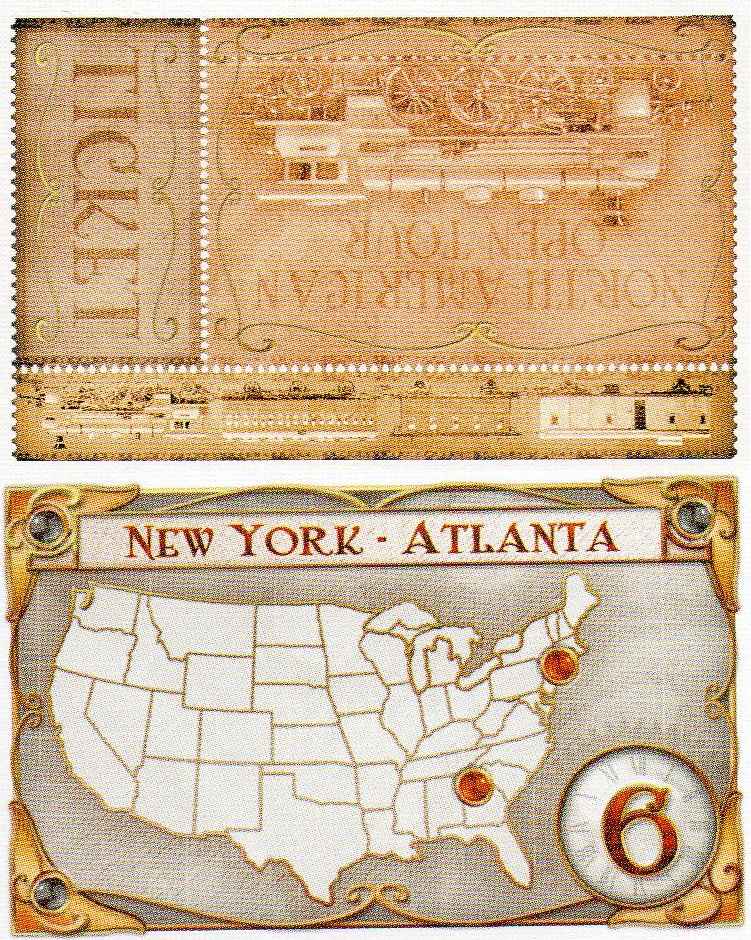 TICKET
NORTH AMERICAN
OPEN TOUR
NEW YORK - ATLANTA
6